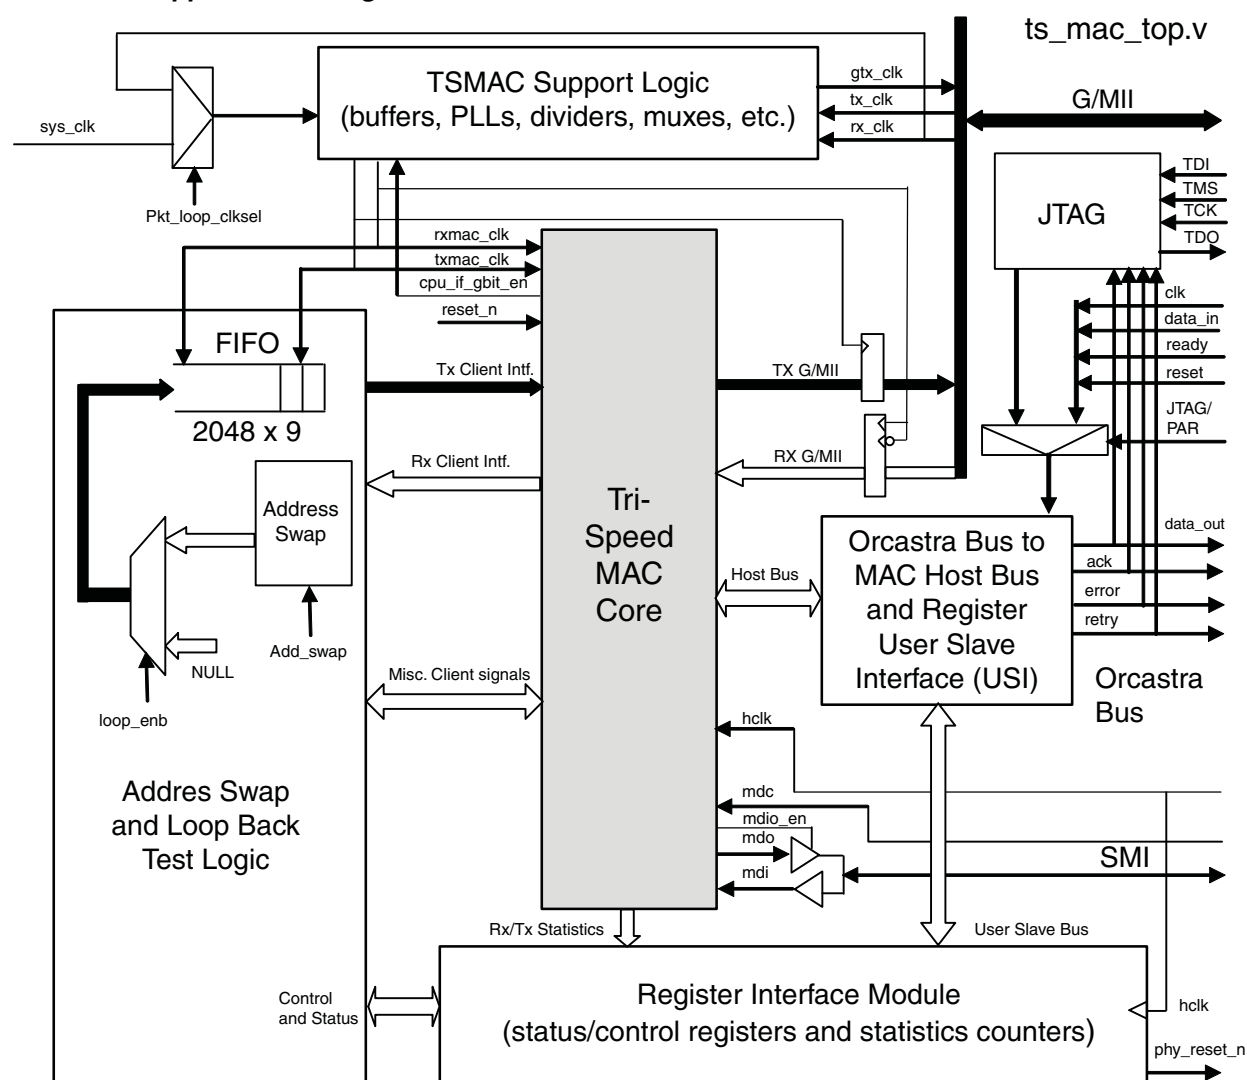 ts_mac_top.v
TSMAC Support Logic
(buffers, PLLs, dividers, muxes, etc.)
gtx_clk
tx_clk
rx_clk
G/MII
sys_clk
Pkt_loop_clksel
JTAG
TDI
TMS
TCK
TDO
rxmac_clk
txmac_clk
cpu_if_gbit_en
reset_n
clk
data_in
ready
reset
JTAG/
PAR
FIFO
2048 x 9
Tx Client Intf.
TX G/MII
Rx Client Intf.
RX G/MII
Address
Swap
Add_swap
NULL
loop_enb
Tri-
Speed
MAC
Core
Host Bus
Orcastra Bus to
MAC Host Bus
and Register
User Slave
Interface (USI)
data_out
ack
error
retry
Orcastra
Bus
Misc. Client signals
hclk
mdc
mdio_en
mdo
mdi
SMI
Addres Swap
and Loop Back
Test Logic
Rx/Tx Statistics
User Slave Bus
Control
and Status
Register Interface Module
(status/control registers and statistics counters)
hclk
phy_reset_n